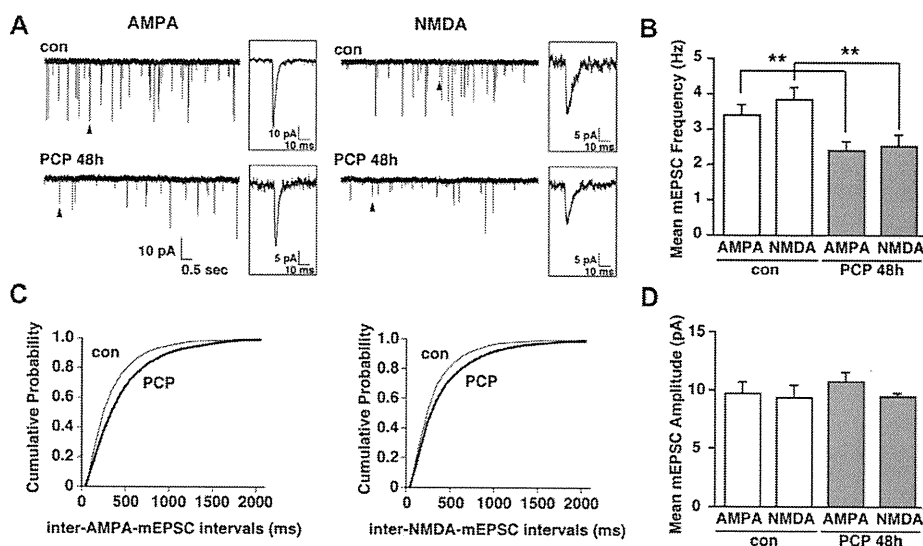 A
AMPA
NMDA
con
con
10 pA
10 ms
5 pA
10 ms
PCP 48h
PCP 48h
10 pA
0.5 sec
5 pA
10 ms
5 pA
10 ms
B
Mean mEPSC Frequency (Hz)
5
4
3
2
1
0
**
**
AMPA NMDA AMPA NMDA
con PCP 48h
C
Cumulative Probability
1.0
0.8
0.6
0.4
0.2
0
con
PCP
0 500 1000 1500 2000
inter-AMPA-mEPSC intervals (ms)
Cumulative Probability
1.0
0.8
0.6
0.4
0.2
0
con
PCP
0 500 1000 1500 2000
inter-NMDA-mEPSC intervals (ms)
D
Mean mEPSC Amplitude (pA)
15
10
5
0
AMPA NMDA AMPA NMDA
con PCP 48h